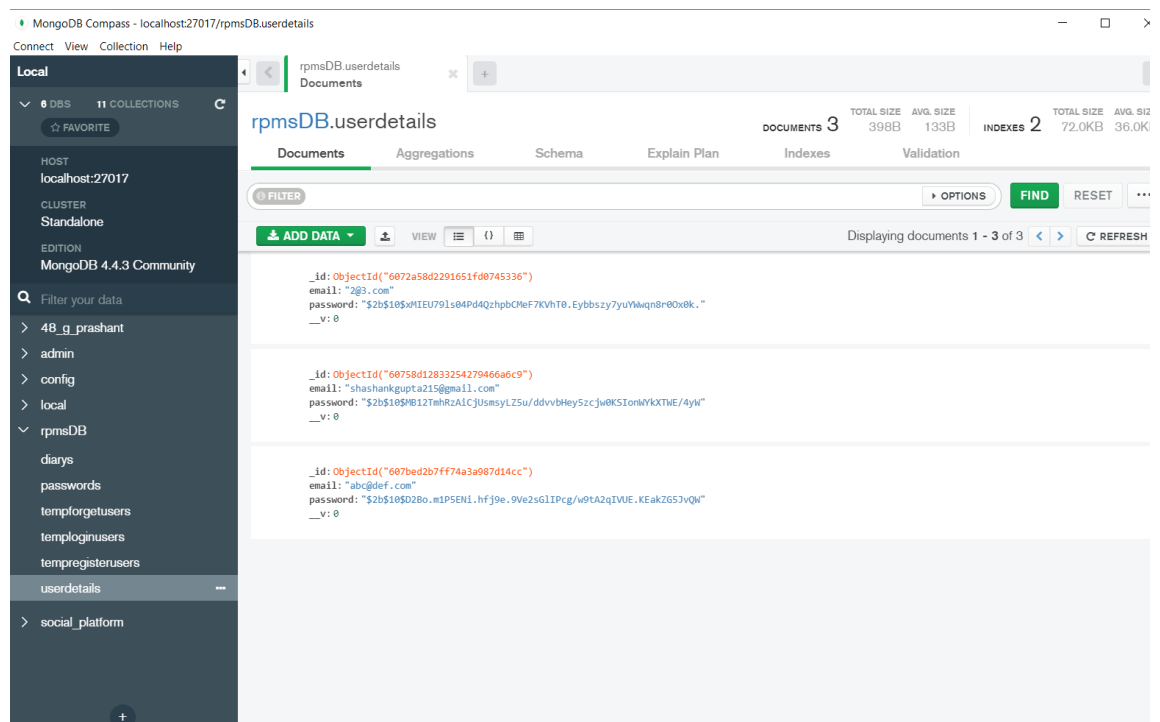 MongoDB Compass - localhost:27017/rpmsDB.userdetails
Connect View Collection Help
Local
6 DBS 11 COLLECTIONS
FAVORITE
HOST
localhost:27017
CLUSTER
Standalone
EDITION
MongoDB 4.4.3 Community
Filter your data
48_g_prashant
admin
config
local
rpmsDB
diarys
passwords
tempforgetusers
temploginusers
tempregisterusers
userdetails
social_platform
rpmsDB.userdetails
Documents
rpmsDB.userdetails
DOCUMENTS 3 TOTAL SIZE 398B AVG. SIZE 133B INDEXES 2 TOTAL SIZE 72.0KB AVG. SIZ 36.0K
Documents Aggregations Schema Explain Plan Indexes Validation
FILTER OPTIONS FIND RESET
ADD DATA VIEW Displaying documents 1 - 3 of 3 REFRESH
_id: ObjectId("6072a58d2291651fd0745336")
email: "2@3.com"
password: "$2b$10$xMIEU79ls04Pd4QzhpbCMeF7KVhT0.Eybbszy7yuYWwqn8r0Ox0k."
__v: 0
_id: ObjectId("60758d12833254279466a6c9")
email: "shashankgupta215@gmail.com"
password: "$2b$10$MB12TmhRzAiCjUsmsyLZ5u/ddvvbHey5zcjw0KSIonWYkXTWE/4yW"
__v: 0
_id: ObjectId("607bed2b7ff74a3a987d14cc")
email: "abc@def.com"
password: "$2b$10$D2Bo.m1P5ENi.hfj9e.9Ve2sGlIPcg/w9tA2qIVUE.KEakZG5JvQW"
__v: 0